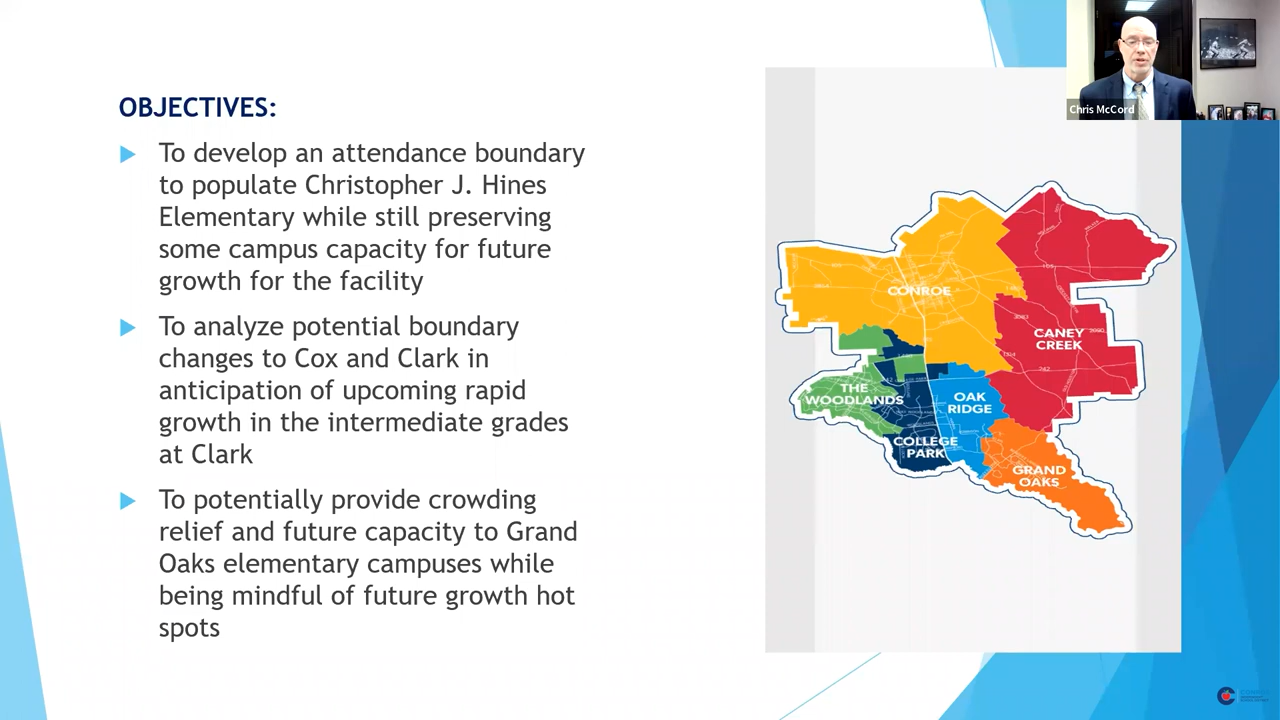 OBJECTIVES:
To develop an attendance boundary
to populate Christopher J. Hines
Elementary while still preserving
some campus capacity for future
growth for the facility
To analyze potential boundary
changes to Cox and Clark in
anticipation of upcoming rapid
growth in the intermediate grades
at Clark
To potentially provide crowding
relief and future capacity to Grand
Oaks elementary campuses while
being mindful of future growth hot
spots
Chris McCord
CONROE
CANEY
CREEK
THE
WOODLANDS
OAK
RIDGE
COLLEGE
PARK
GRAND
OAKS